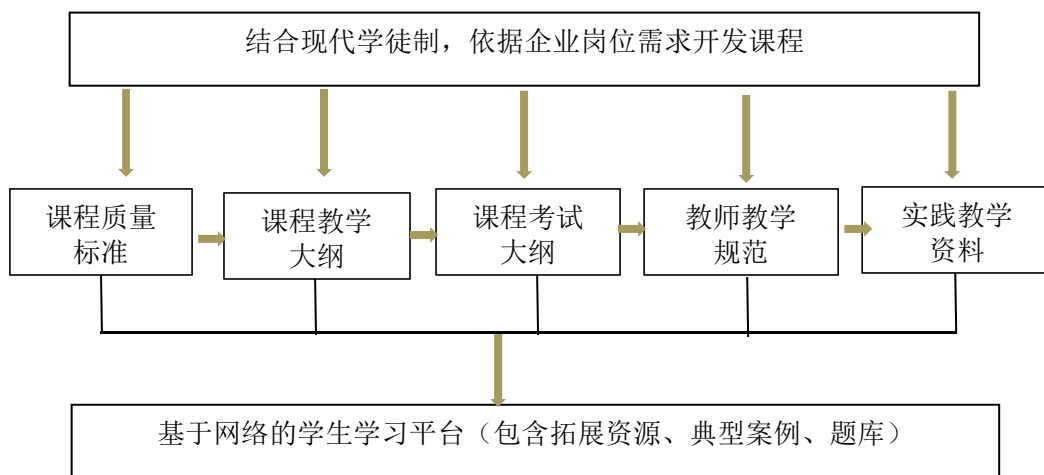 结合现代学徒制，依据企业岗位需求开发课程
课程质量
标准
课程教学
大纲
课程考试
大纲
教师教学
规范
实践教学
资料
基于网络的学生学习平台（包含拓展资源、典型案例、题库）